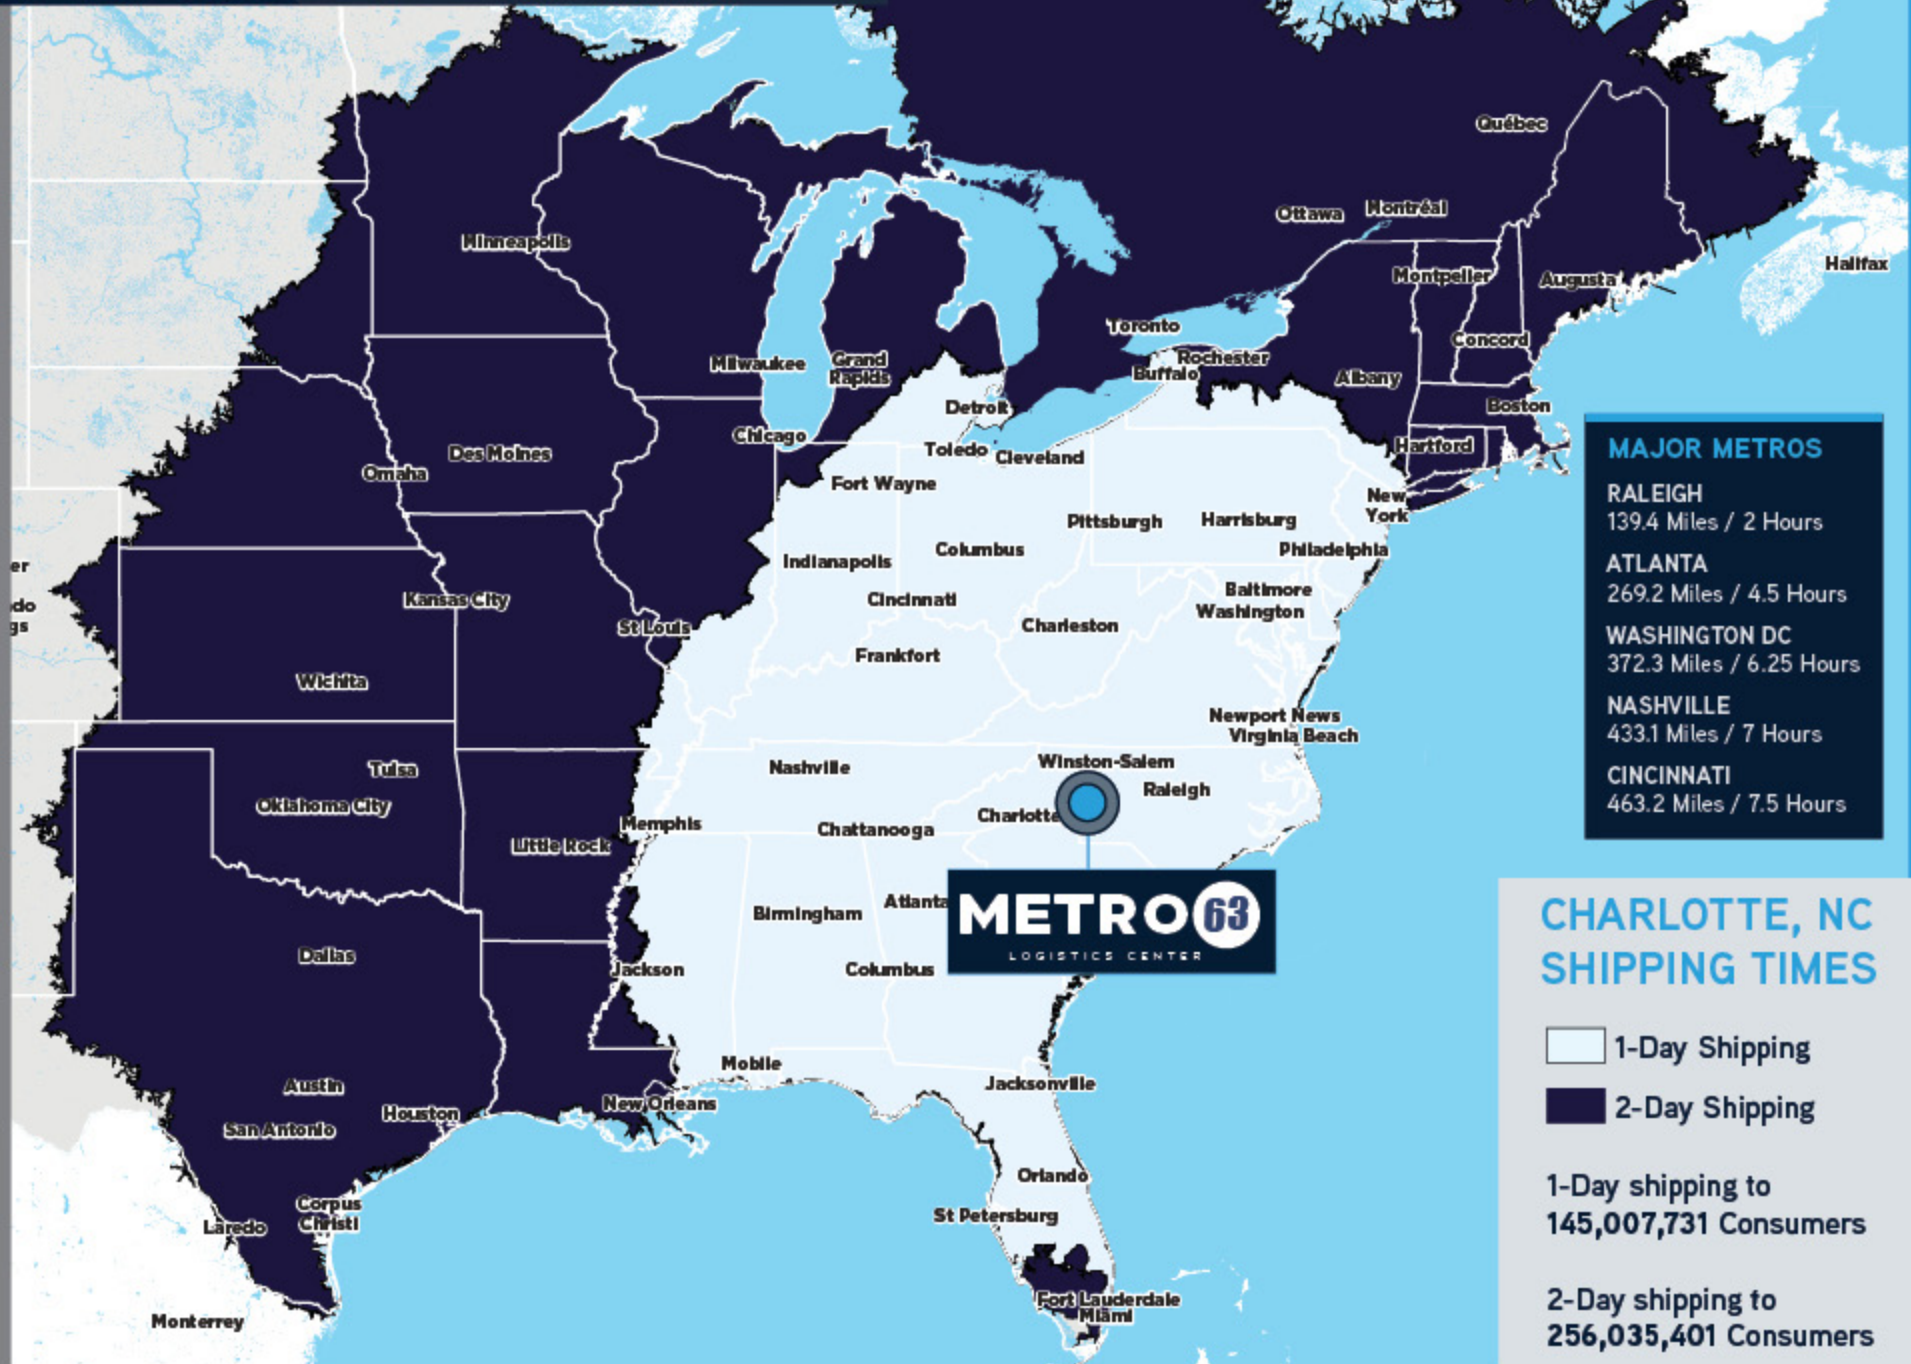 Québec
Ottawa
Montréal
Minneapolis
Montpelier
Augusta
Halifax
Toronto
Concord
Milwaukee
Grand
Rapids
Rochester
Buffalo
Albany
Detroit
Boston
Chicago
Toledo
Cleveland
Hartford
Des Moines
Omaha
Fort Wayne
New
York
Pittsburgh
Harrisburg
Columbus
Philadelphia
Indianapolis
er
do
gs
Kansas City
Cincinnati
Baltimore
Washington
St Louis
Charleston
Frankfort
Wichita
Newport News
Virginia Beach
Tulsa
Nashville
Winston-Salem
Oklahoma City
Raleigh
Memphis
Chattanooga
Charlotte
Little Rock
Birmingham
Atlanta
METRO 63
LOGISTICS CENTER
Dallas
Jackson
Columbus
Mobile
Austin
Jacksonville
Houston
New Orleans
San Antonio
Orlando
Corpus
Christi
Laredo
St Petersburg
Fort Lauderdale
Miami
Monterrey
MAJOR METROS
RALEIGH
139.4 Miles / 2 Hours
ATLANTA
269.2 Miles / 4.5 Hours
WASHINGTON DC
372.3 Miles / 6.25 Hours
NASHVILLE
433.1 Miles / 7 Hours
CINCINNATI
463.2 Miles / 7.5 Hours
CHARLOTTE, NC
SHIPPING TIMES
1-Day Shipping
2-Day Shipping
1-Day shipping to
145,007,731 Consumers
2-Day shipping to
256,035,401 Consumers